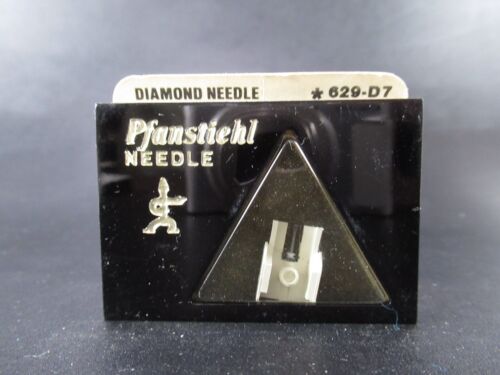 DIAMOND NEEDLE * 629-D7
Pfanstiehl
NEEDLE